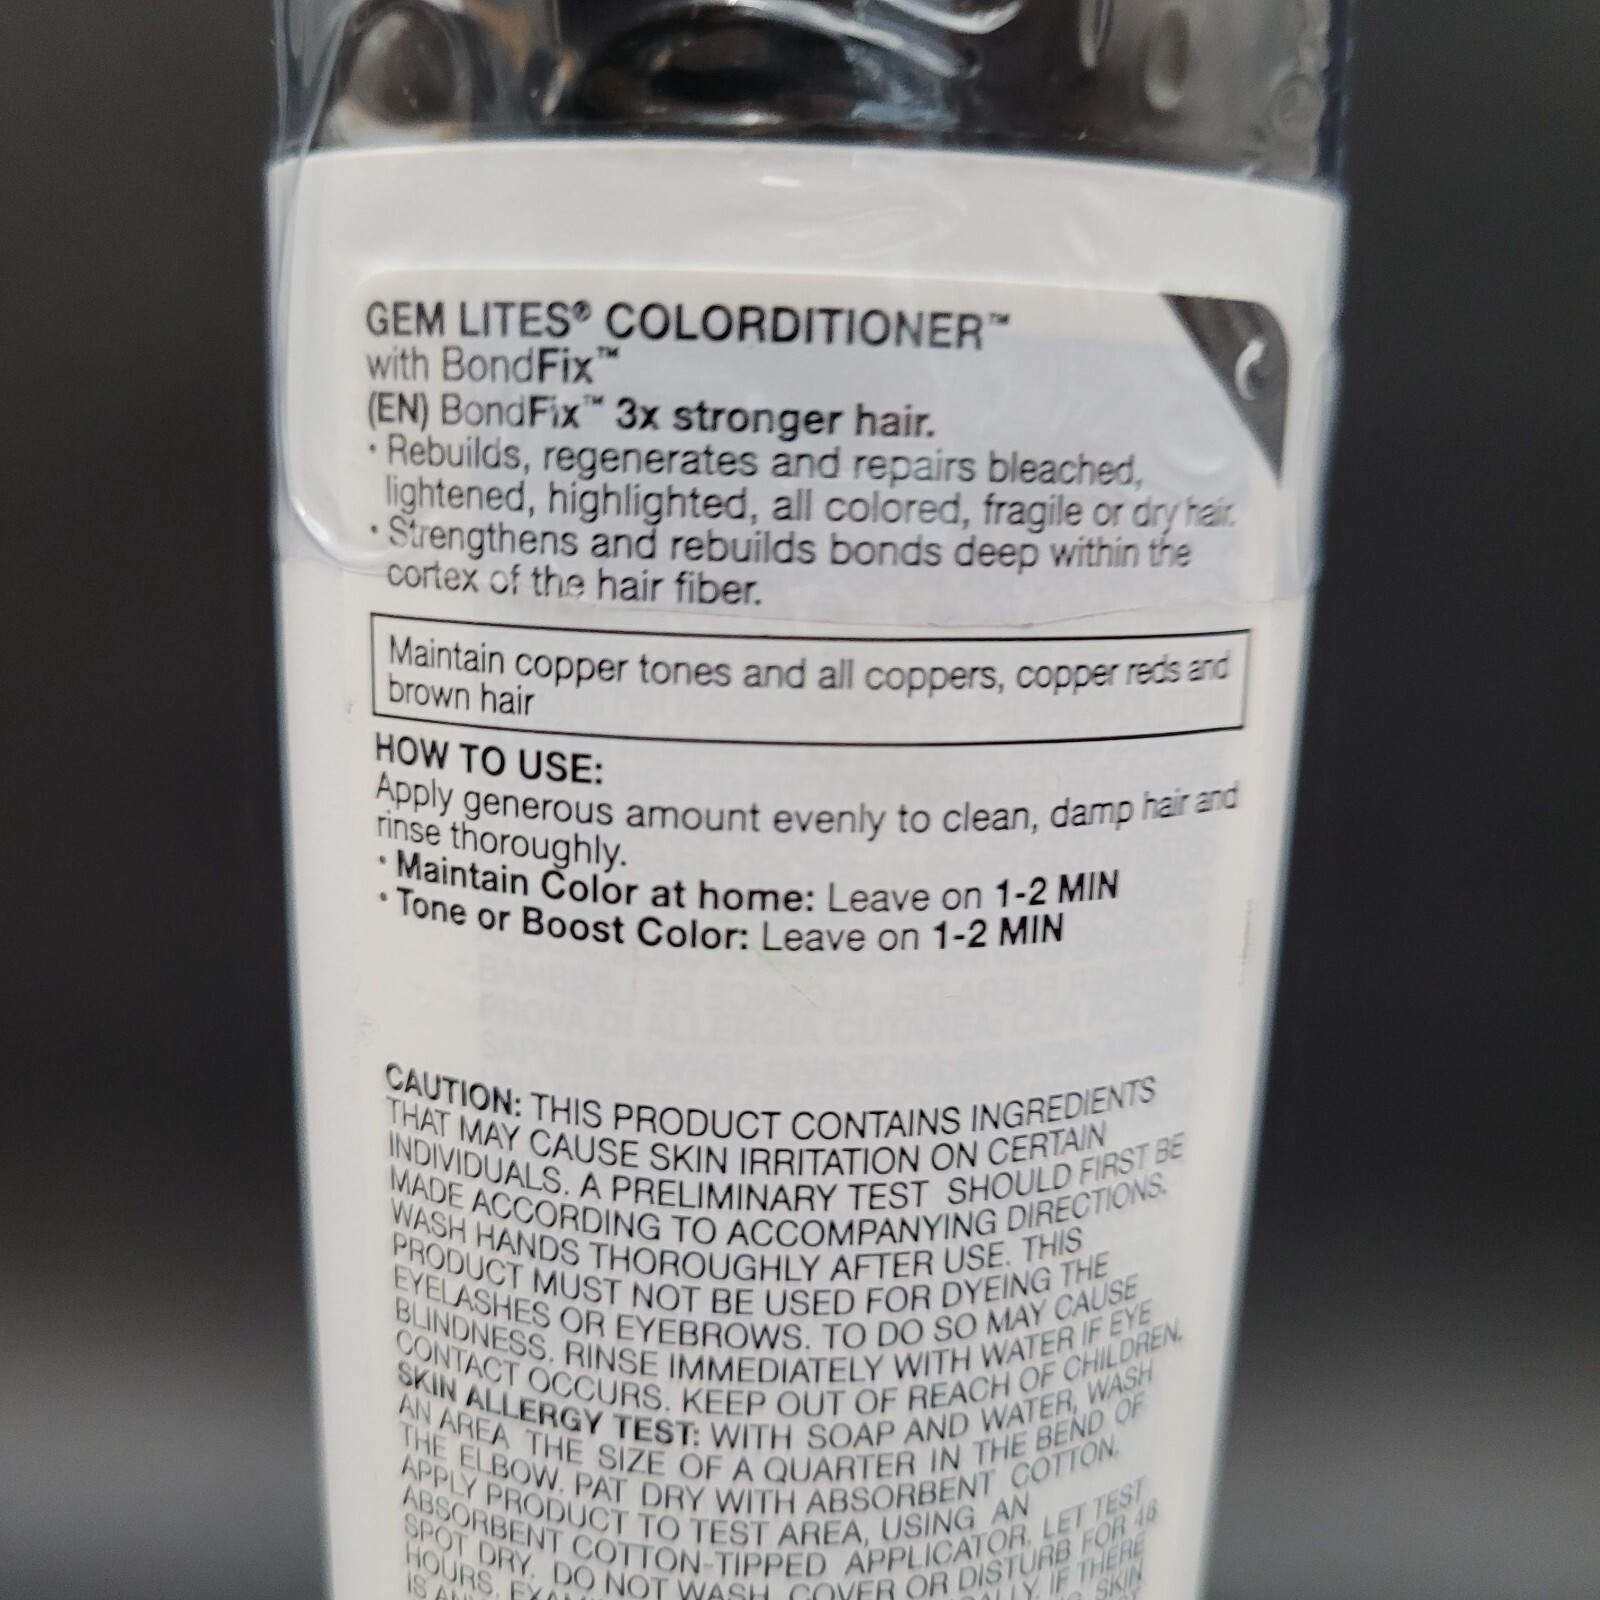 GEM LITES® COLORDITIONER™
with BondFix™
(EN) BondFix™ 3x stronger hair.
• Rebuilds, regenerates and repairs bleached,
lightened, highlighted, all colored, fragile or dry hair.
• Strengthens and rebuilds bonds deep within the
cortex of the hair fiber.
Maintain copper tones and all coppers, copper reds and
brown hair
HOW TO USE:
Apply generous amount evenly to clean, damp hair and
rinse thoroughly.
• Maintain Color at home: Leave on 1-2 MIN
• Tone or Boost Color: Leave on 1-2 MIN
PROVA DI ALLERGIA CUTANEA: CON
CAUTION: THIS PRODUCT CONTAINS INGREDIENTS
THAT MAY CAUSE SKIN IRRITATION ON CERTAIN
INDIVIDUALS. A PRELIMINARY TEST SHOULD FIRST BE
MADE ACCORDING TO ACCOMPANYING DIRECTIONS.
WASH HANDS THOROUGHLY AFTER USE. THIS
PRODUCT MUST NOT BE USED FOR DYEING THE
EYELASHES OR EYEBROWS. TO DO SO MAY CAUSE
BLINDNESS. RINSE IMMEDIATELY WITH WATER IF EYE
CONTACT OCCURS. KEEP OUT OF REACH OF CHILDREN.
SKIN ALLERGY TEST: WITH SOAP AND WATER, WASH
AN AREA THE SIZE OF A QUARTER IN THE BEND OF
THE ELBOW. PAT DRY WITH ABSORBENT COTTON.
APPLY PRODUCT TO TEST AREA, USING AN
ABSORBENT COTTON-TIPPED APPLICATOR. LET TEST
SPOT DRY. DO NOT WASH, COVER OR DISTURB FOR 48
HOURS. IF THERE
IS SKIN